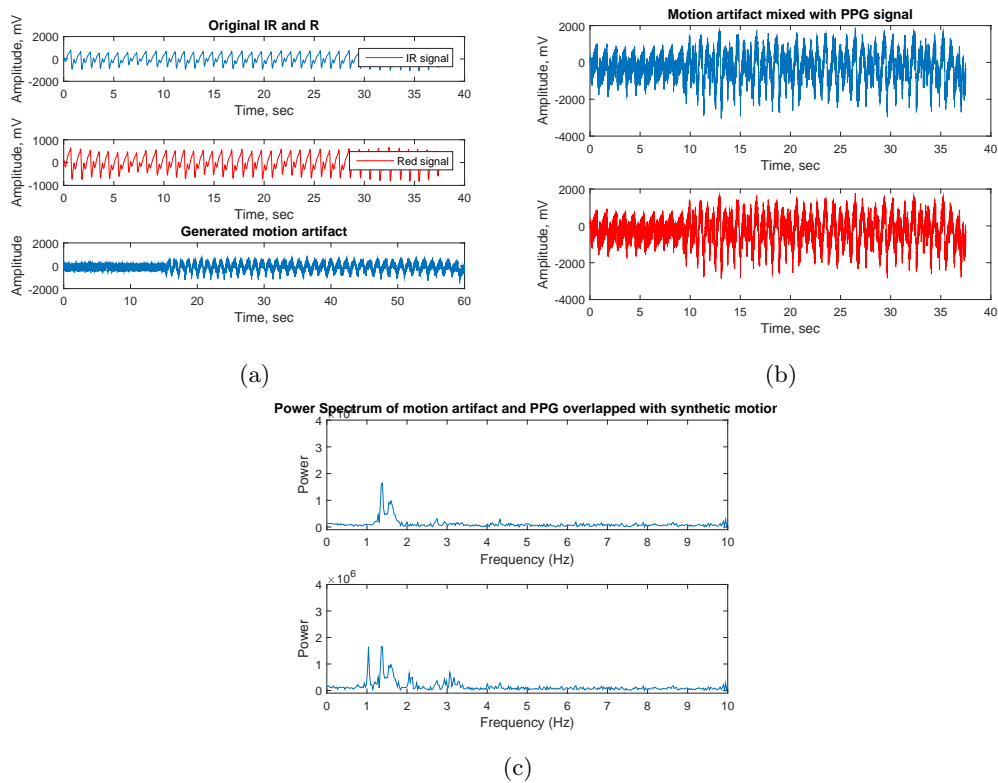 Original IR and R
2000
0
-2000
Amplitude, mV
IR signal
0 5 10 15 20 25 30 35 40
Time, sec
1000
0
-1000
Amplitude, mV
Red signal
0 5 10 15 20 25 30 35 40
Time, sec
Generated motion artifact
2000
0
-2000
Amplitude
0 10 20 30 40 50 60
Time, sec
(a)
Motion artifact mixed with PPG signal
2000
0
-2000
-4000
Amplitude, mV
0 5 10 15 20 25 30 35 40
Time, sec
2000
0
-2000
-4000
Amplitude, mV
0 5 10 15 20 25 30 35 40
Time, sec
(b)
Power Spectrum of motion artifact and PPG overlapped with synthetic motion
4
3
2
1
0
Power
0 1 2 3 4 5 6 7 8 9 10
Frequency (Hz)
×10^6
4
3
2
1
0
Power
0 1 2 3 4 5 6 7 8 9 10
Frequency (Hz)
(c)